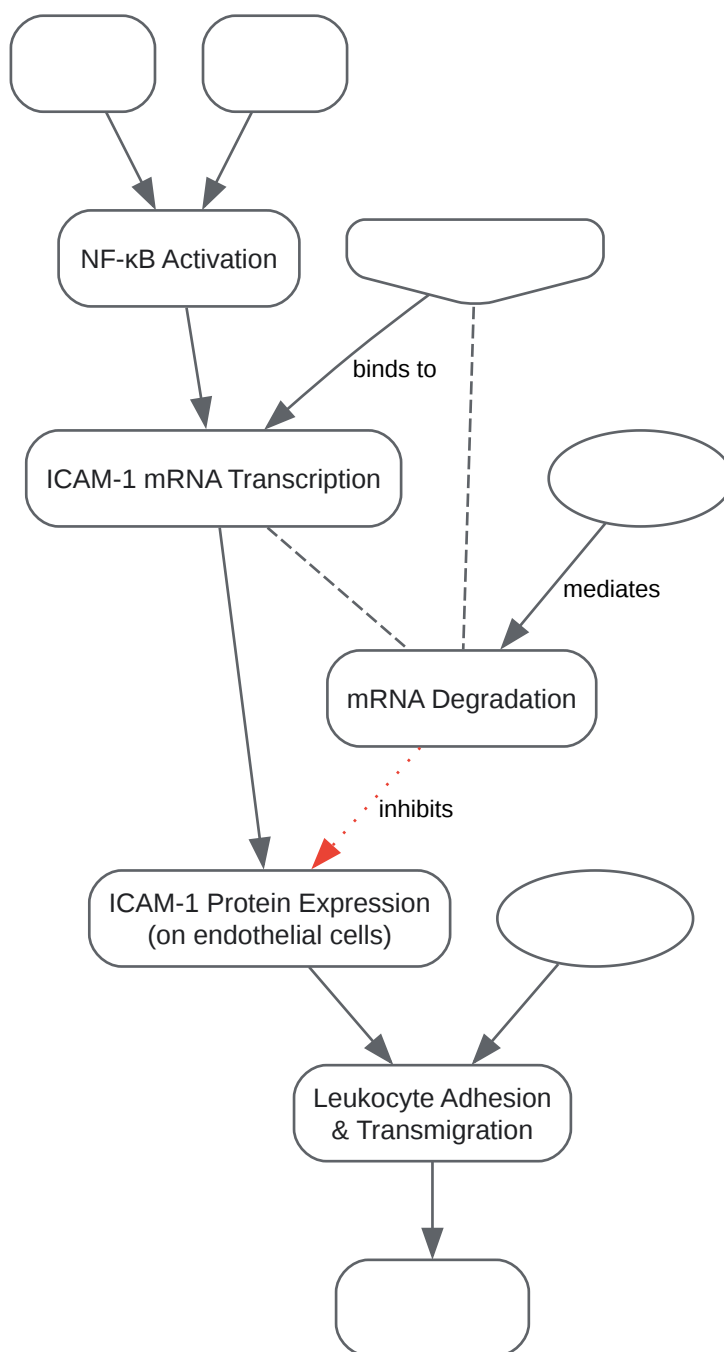 NF-κB Activation
binds to
ICAM-1 mRNA Transcription
mediates
mRNA Degradation
inhibits
ICAM-1 Protein Expression
(on endothelial cells)
Leukocyte Adhesion
& Transmigration